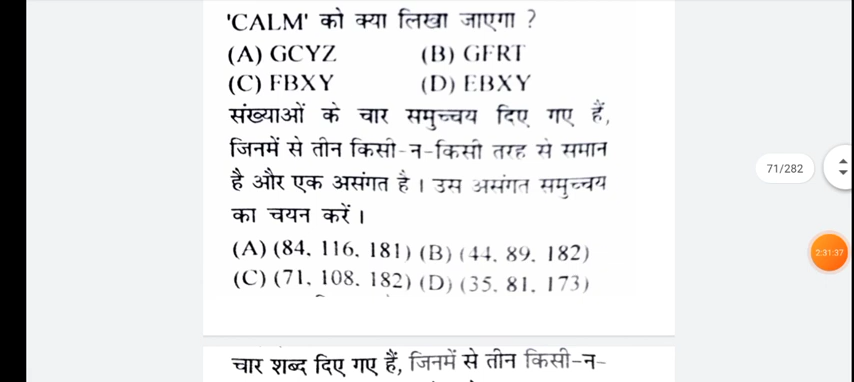 'CALM' को क्या लिखा जाएगा ?
(A) GCYZ (B) GFRT
(C) FBXY (D) EBXY
संख्याओं के चार समुच्चय दिए गए हैं,
जिनमें से तीन किसी-न-किसी तरह से समान
है और एक असंगत है। उस असंगत समुच्चय
का चयन करें।
(A) (84, 116, 181) (B) (44, 89, 182)
(C) (71, 108, 182) (D) (35, 81, 173)
चार शब्द दिए गए हैं, जिनमें से तीन किसी-न-
71/282
2:31:37